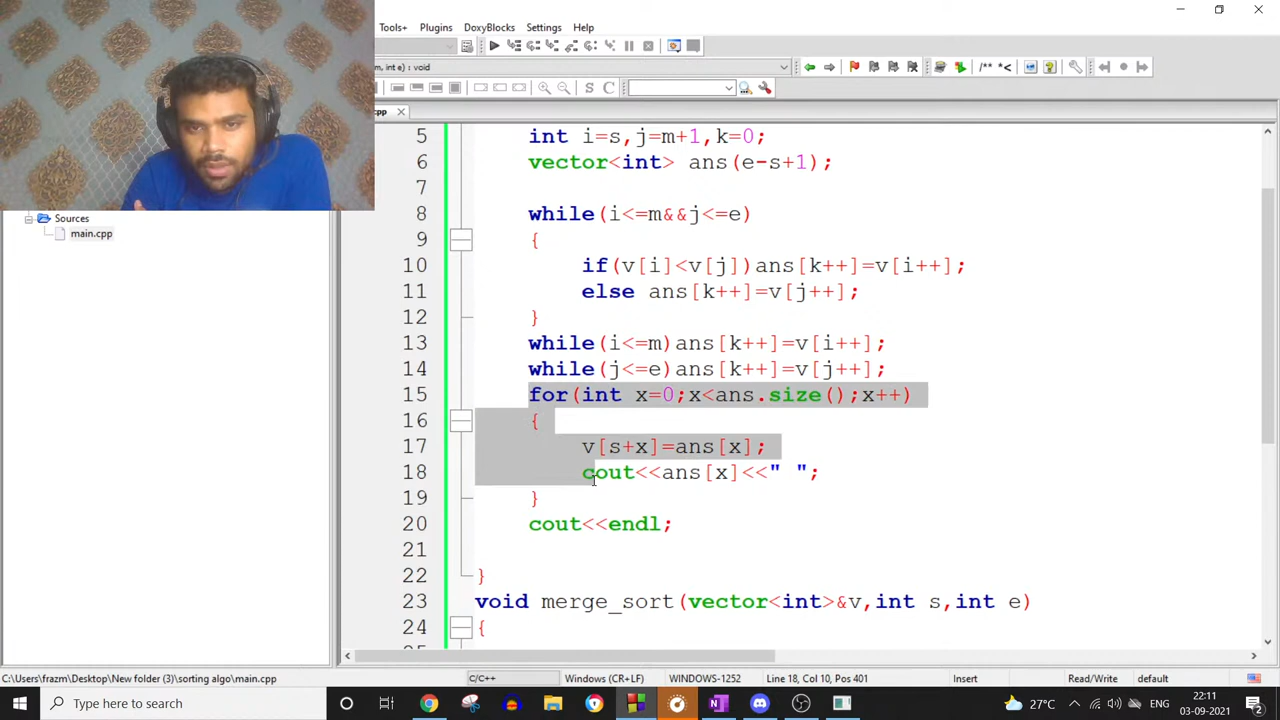 Tools+ Plugins DoxyBlocks Settings Help
m, int e) : void
/** *<
S C
.cpp
Sources
main.cpp
5 int i=s,j=m+1,k=0;
6 vector<int> ans(e-s+1);
7
8 while(i<=m&&j<=e)
9 {
10 if(v[i]<v[j])ans[k++]=v[i++];
11 else ans[k++]=v[j++];
12 }
13 while(i<=m)ans[k++]=v[i++];
14 while(j<=e)ans[k++]=v[j++];
15 for(int x=0;x<ans.size();x++)
16 {
17 v[s+x]=ans[x];
18 cout<<ans[x]<<" ";
19 }
20 cout<<endl;
21
22 }
23 void merge_sort(vector<int>&v,int s,int e)
24 {
C:\Users\frazm\Desktop\New folder (3)\sorting algo\main.cpp C/C++ Windows (CR+LF) WINDOWS-1252 Line 18, Col 10, Pos 401 Insert Read/Write default
Type here to search
27°C ENG 22:11
03-09-2021